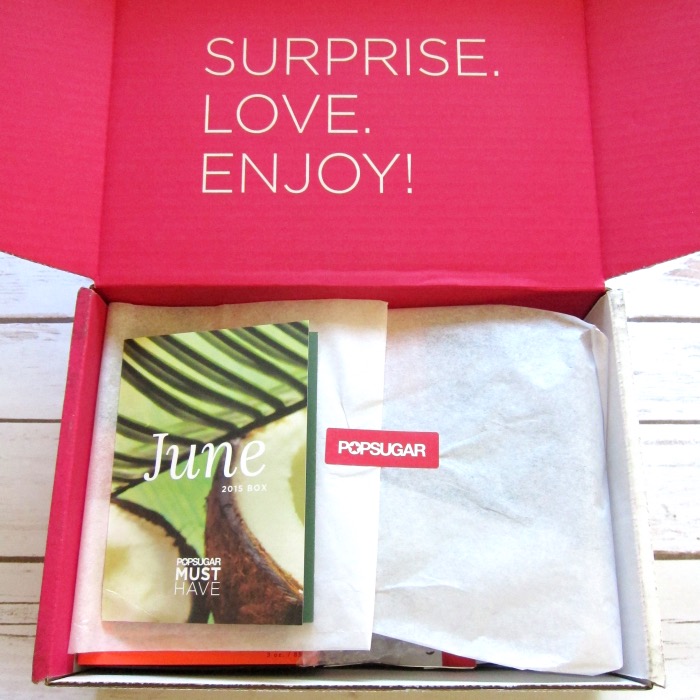 SURPRISE.
LOVE.
ENJOY!
June
2015 BOX
POPSUGAR
MUST
HAVE
POPSUGAR